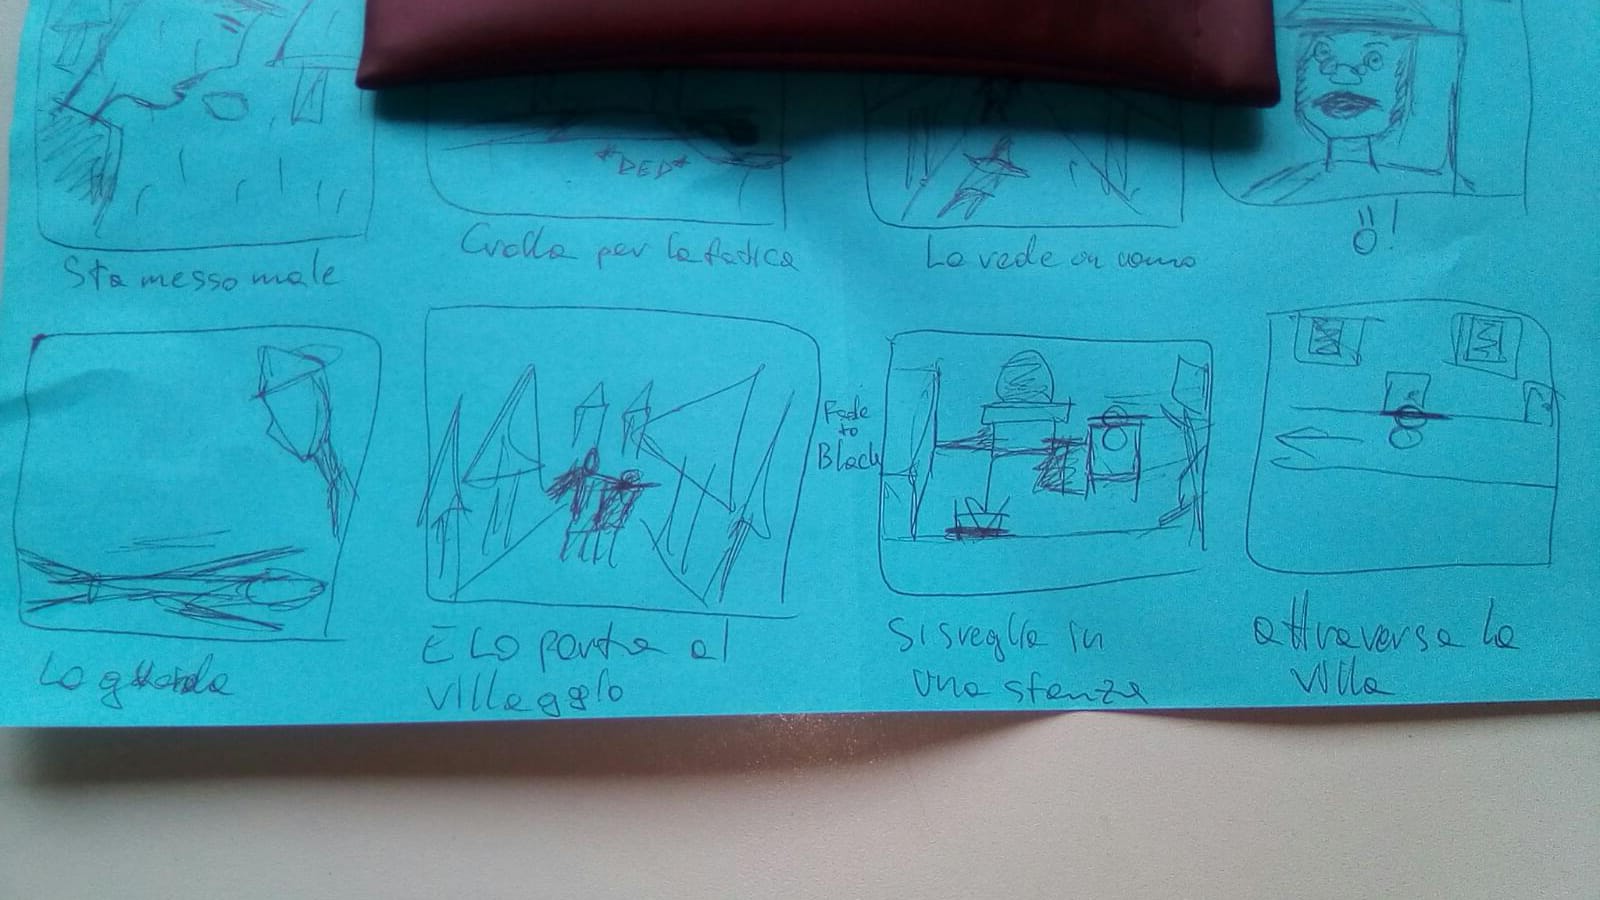 *DED*
Sta messo male
Crolla per la fatica
Lo vede un uomo
Ö!
Fade
to
Black
Lo guarda
E Lo porta al
villaggio
Si sveglia in
una stanza
attraversa la
villa